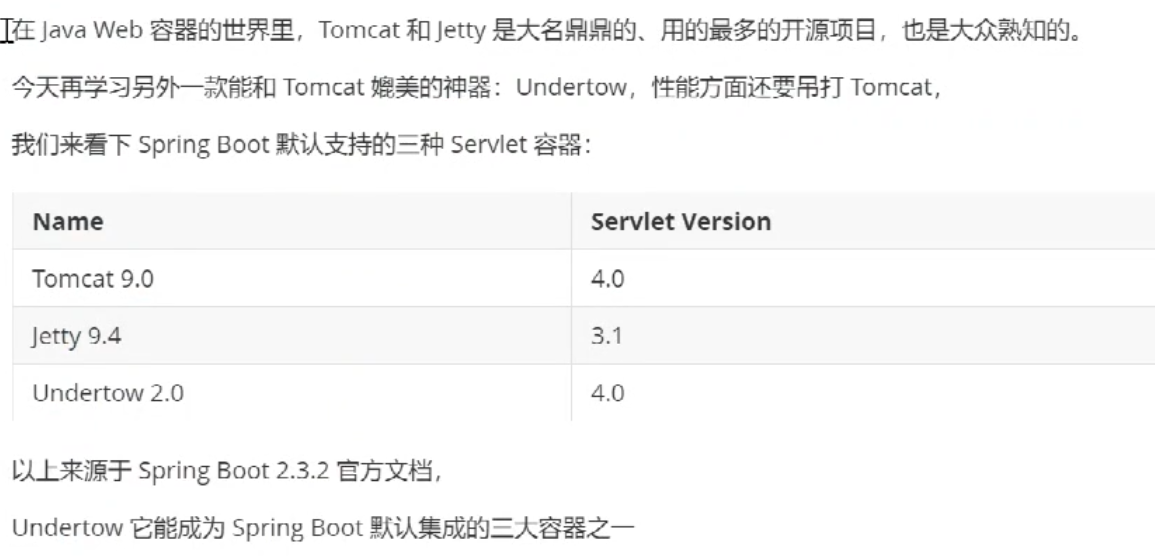 在 Java Web 容器的世界里，Tomcat 和 Jetty 是大名鼎鼎的、用的最多的开源项目，也是大众熟知的。
今天再学习另外一款能和 Tomcat 媲美的神器：Undertow，性能方面还要吊打 Tomcat，
我们来看下 Spring Boot 默认支持的三种 Servlet 容器：
Name Servlet Version
Tomcat 9.0 4.0
Jetty 9.4 3.1
Undertow 2.0 4.0
以上来源于 Spring Boot 2.3.2 官方文档，
Undertow 它能成为 Spring Boot 默认集成的三大容器之一